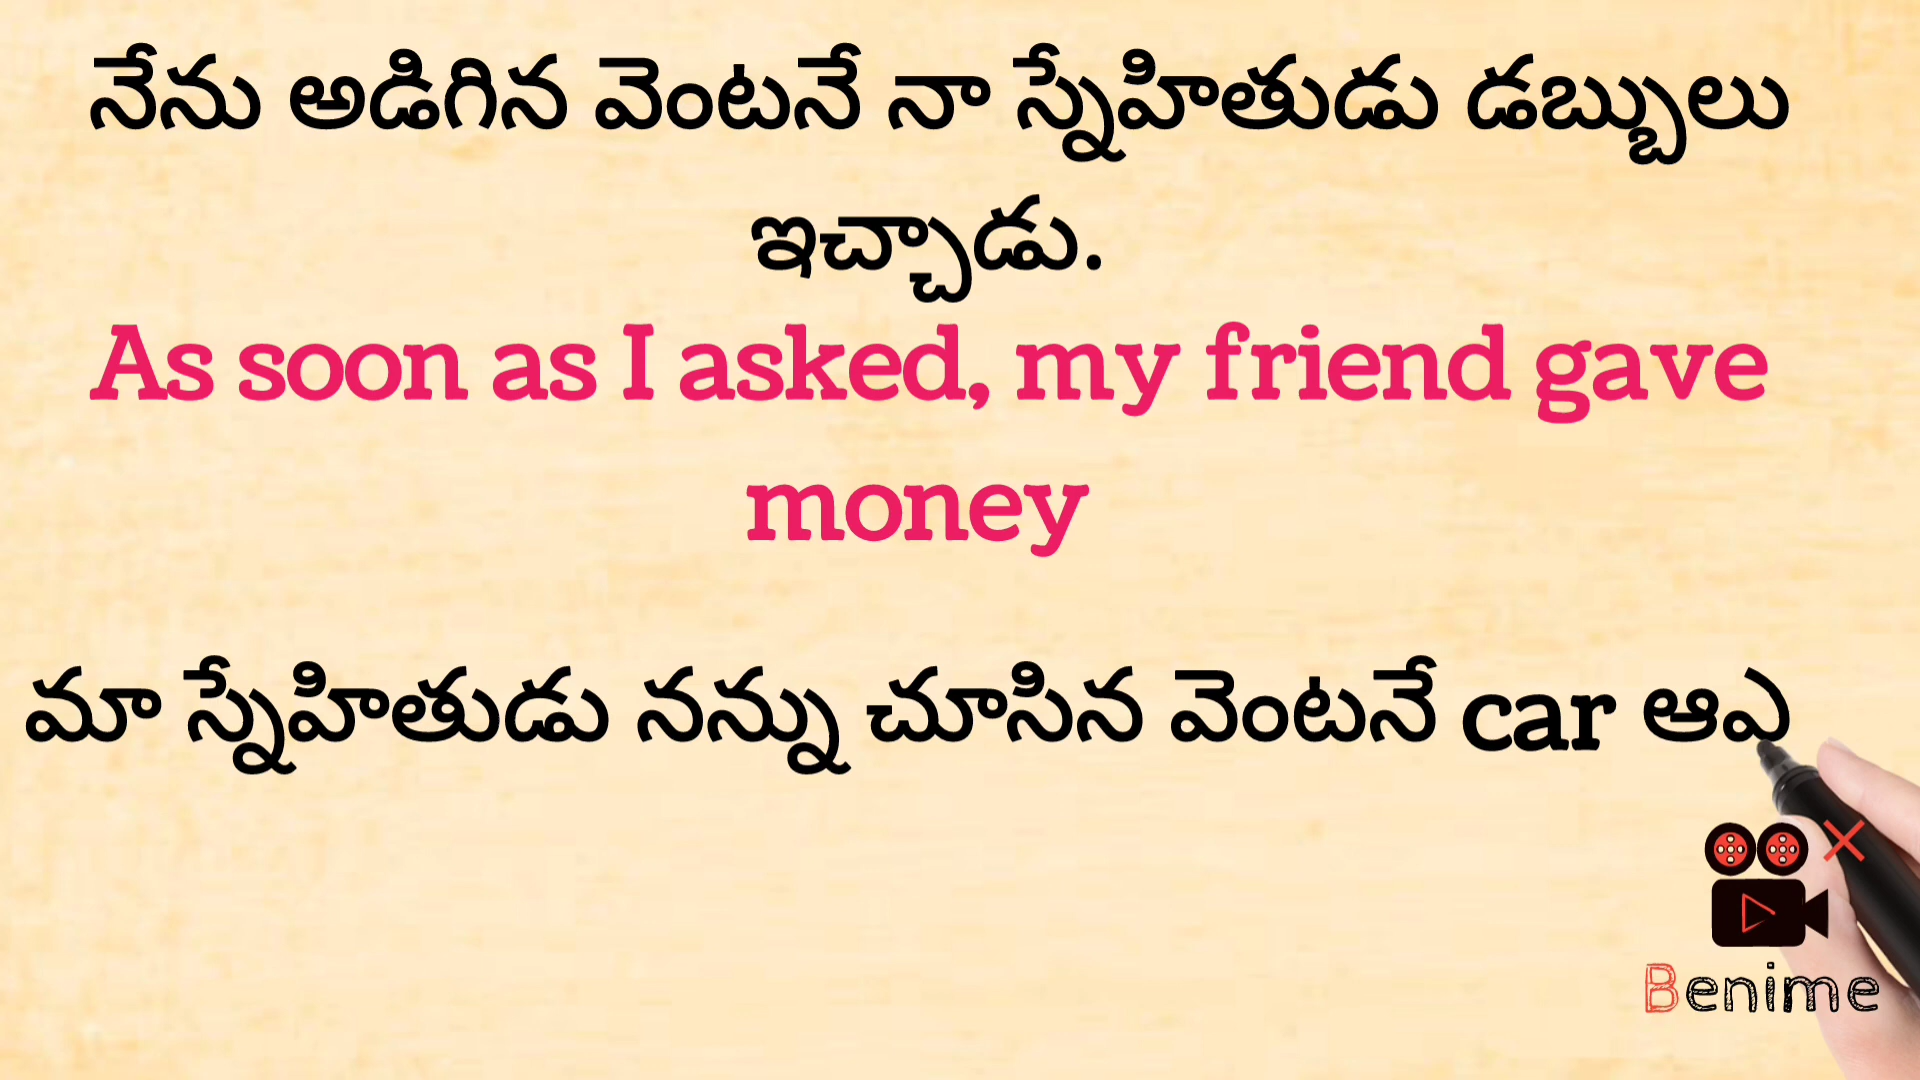 నేను అడిగిన వెంటనే నా స్నేహితుడు డబ్బులు
ఇచ్చాడు.
As soon as I asked, my friend gave
money
మా స్నేహితుడు నన్ను చూసిన వెంటనే car ఆఎ
Benime